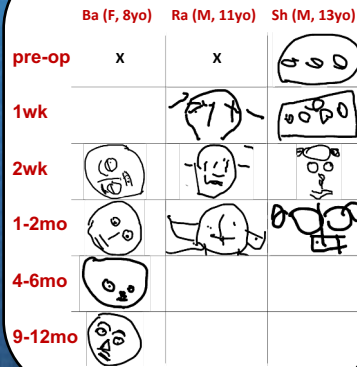 Ba (F, 8yo) Ra (M, 11yo) Sh (M, 13yo)
pre-op x x
1wk
2wk
1-2mo
4-6mo
9-12mo